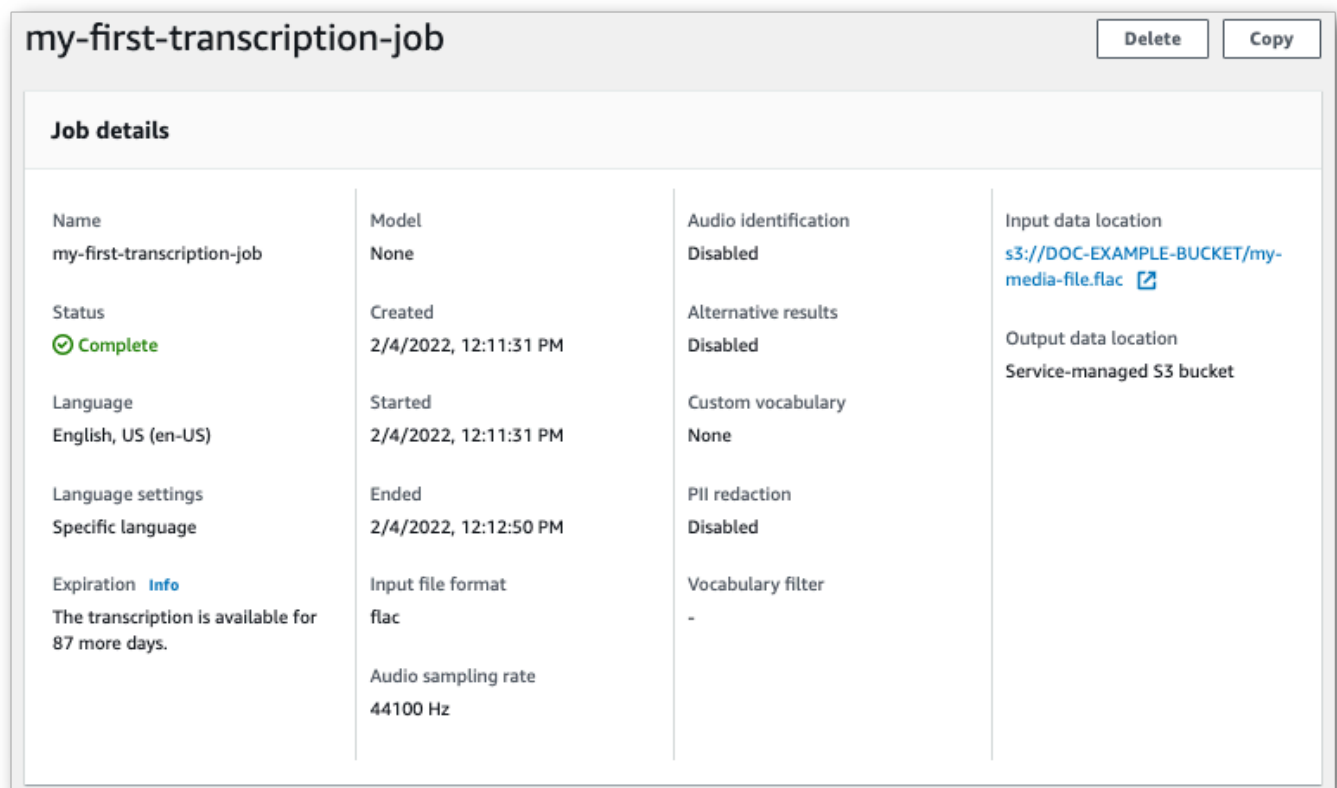 my-first-transcription-job
Delete
Copy
Job details
Name
my-first-transcription-job
Status
Complete
Language
English, US (en-US)
Language settings
Specific language
Expiration Info
The transcription is available for
87 more days.
Model
None
Created
2/4/2022, 12:11:31 PM
Started
2/4/2022, 12:11:31 PM
Ended
2/4/2022, 12:12:50 PM
Input file format
flac
Audio sampling rate
44100 Hz
Audio identification
Disabled
Alternative results
Disabled
Custom vocabulary
None
PII redaction
Disabled
Vocabulary filter
-
Input data location
s3://DOC-EXAMPLE-BUCKET/my-
media-file.flac
Output data location
Service-managed S3 bucket